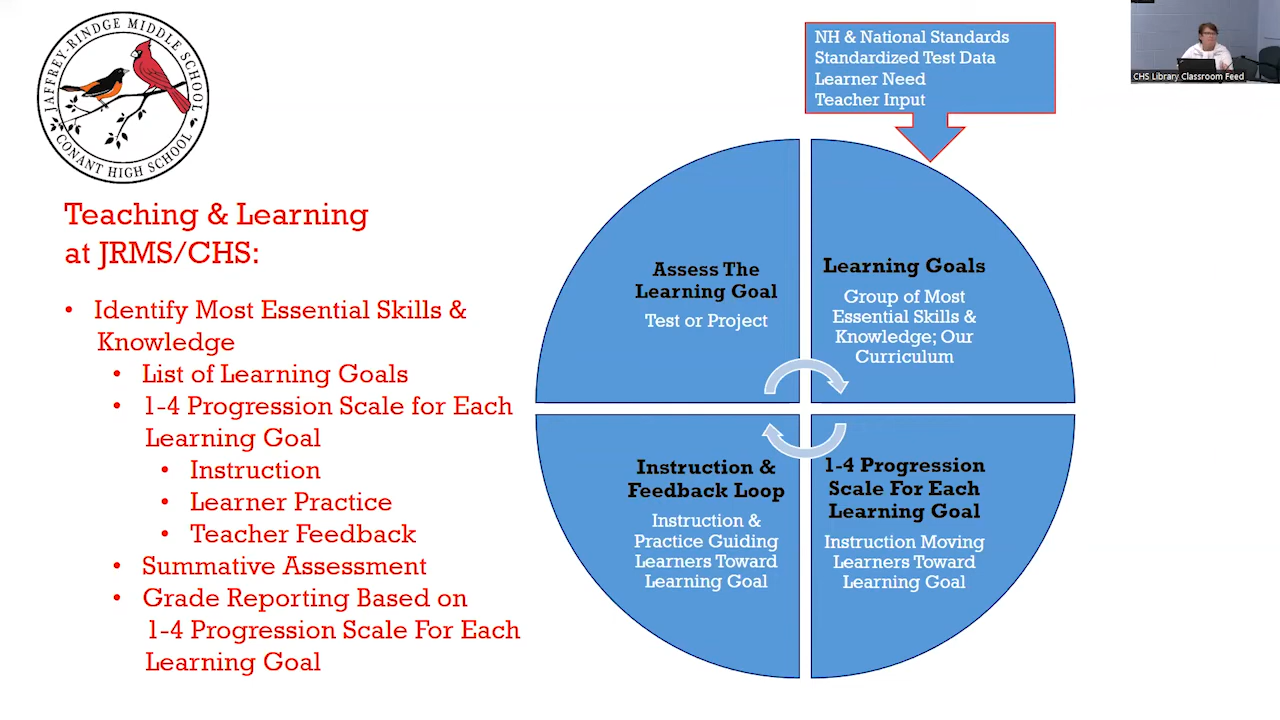 JAFFREY-RINDGE MIDDLE SCHOOL
CONANT HIGH SCHOOL
Teaching & Learning
at JRMS/CHS:
• Identify Most Essential Skills &
Knowledge
• List of Learning Goals
• 1-4 Progression Scale for Each
Learning Goal
• Instruction
• Learner Practice
• Teacher Feedback
• Summative Assessment
• Grade Reporting Based on
1-4 Progression Scale For Each
Learning Goal
NH & National Standards
Standardized Test Data
Learner Need
Teacher Input
Assess The
Learning Goal
Test or Project
Learning Goals
Group of Most
Essential Skills &
Knowledge; Our
Curriculum
Instruction &
Feedback Loop
Instruction &
Practice Guiding
Learners Toward
Learning Goal
1-4 Progression
Scale For Each
Learning Goal
Instruction Moving
Learners Toward
Learning Goal
CHS Library Classroom Feed